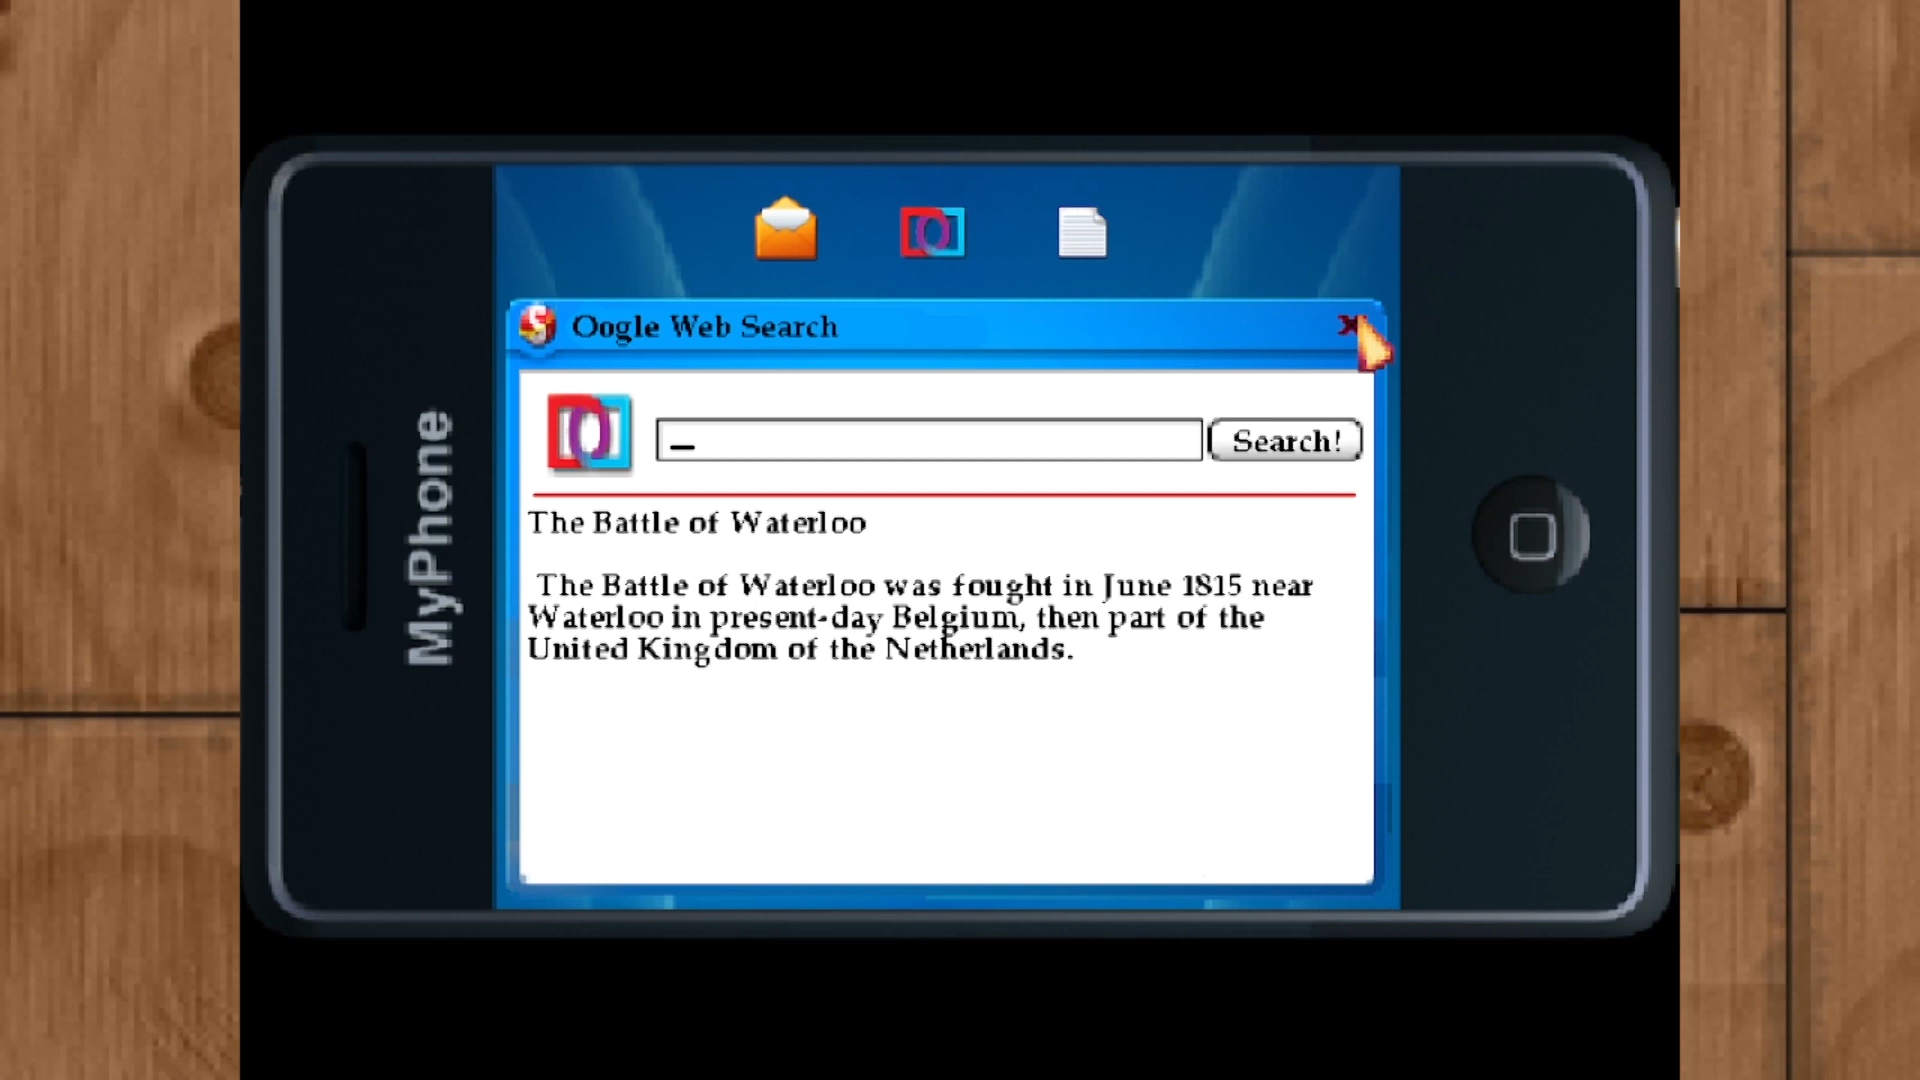 MyPhone
Oogle Web Search
Search!
The Battle of Waterloo
The Battle of Waterloo was fought in June 1815 near
Waterloo in present-day Belgium, then part of the
United Kingdom of the Netherlands.